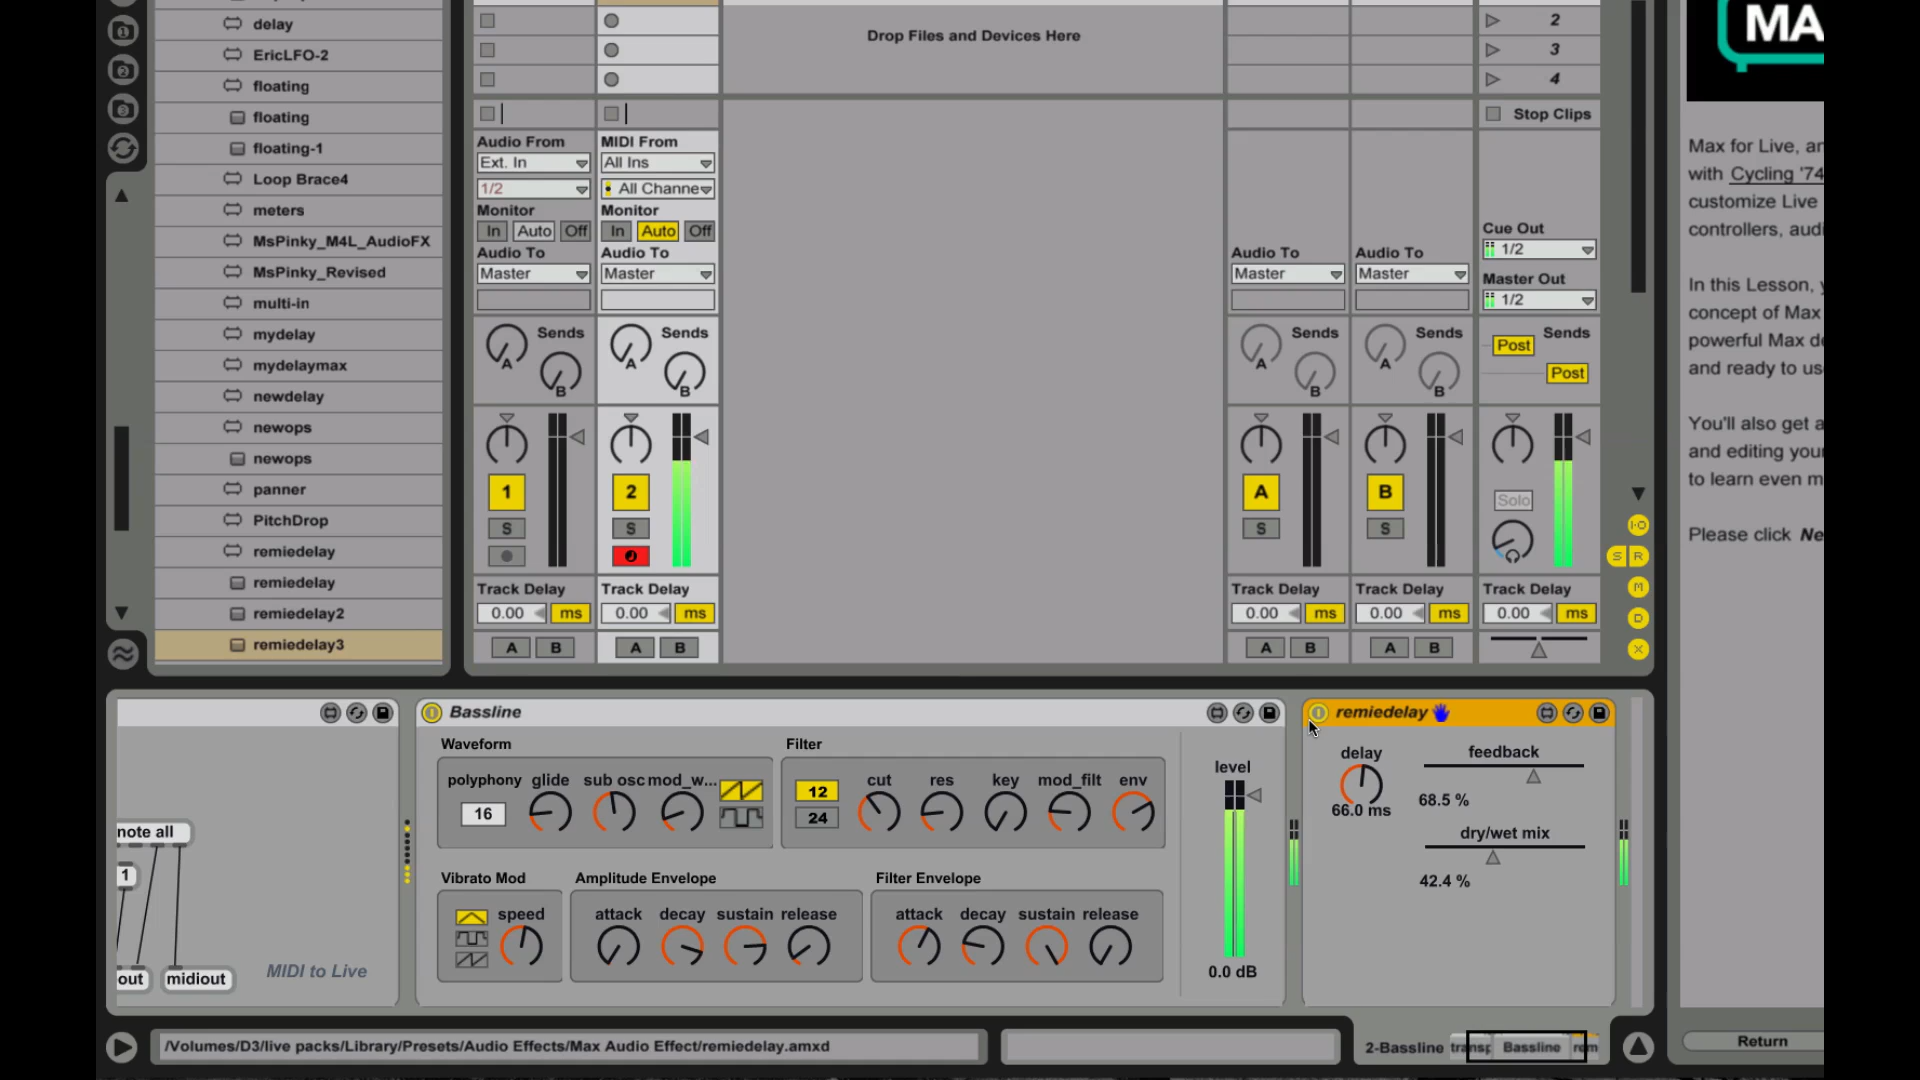 delay
EricLFO-2
floating
floating
floating-1
Loop Brace4
meters
MsPinky_M4L_AudioFX
MsPinky_Revised
multi-in
mydelay
mydelaymax
newdelay
newops
newops
panner
PitchDrop
remiedelay
remiedelay
remiedelay2
remiedelay3
Drop Files and Devices Here
2
3
4
Stop Clips
Audio From
Ext. In
1/2
Monitor
In Auto Off
Audio To
Master
Sends
A
B
1
S
Track Delay
0.00 ms
A B
MIDI From
All Ins
All Channe
Monitor
In Auto Off
Audio To
Master
Sends
A
B
2
S
Track Delay
0.00 ms
A B
Audio To
Master
Sends
A
B
A
S
Track Delay
0.00 ms
A B
Audio To
Master
Sends
A
B
B
S
Track Delay
0.00 ms
A B
Cue Out
1/2
Master Out
1/2
Sends
Post
Post
Solo
Track Delay
0.00 ms
I·O
S R
M
D
X
MA
Max for Live, an
with Cycling '74
customize Live
controllers, audi
In this Lesson, y
concept of Max
powerful Max de
and ready to us
You'll also get a
and editing your
to learn even m
Please click Ne
Return
note all
1
out midiout
MIDI to Live
Bassline
Waveform
polyphony glide sub osc mod_w...
16
Filter
12
24
cut res key mod_filt env
Vibrato Mod
speed
Amplitude Envelope
attack decay sustain release
Filter Envelope
attack decay sustain release
level
0.0 dB
remiedelay
delay
66.0 ms
feedback
68.5 %
dry/wet mix
42.4 %
/Volumes/D3/live packs/Library/Presets/Audio Effects/Max Audio Effect/remiedelay.amxd
2-Bassline transp Bassline rem